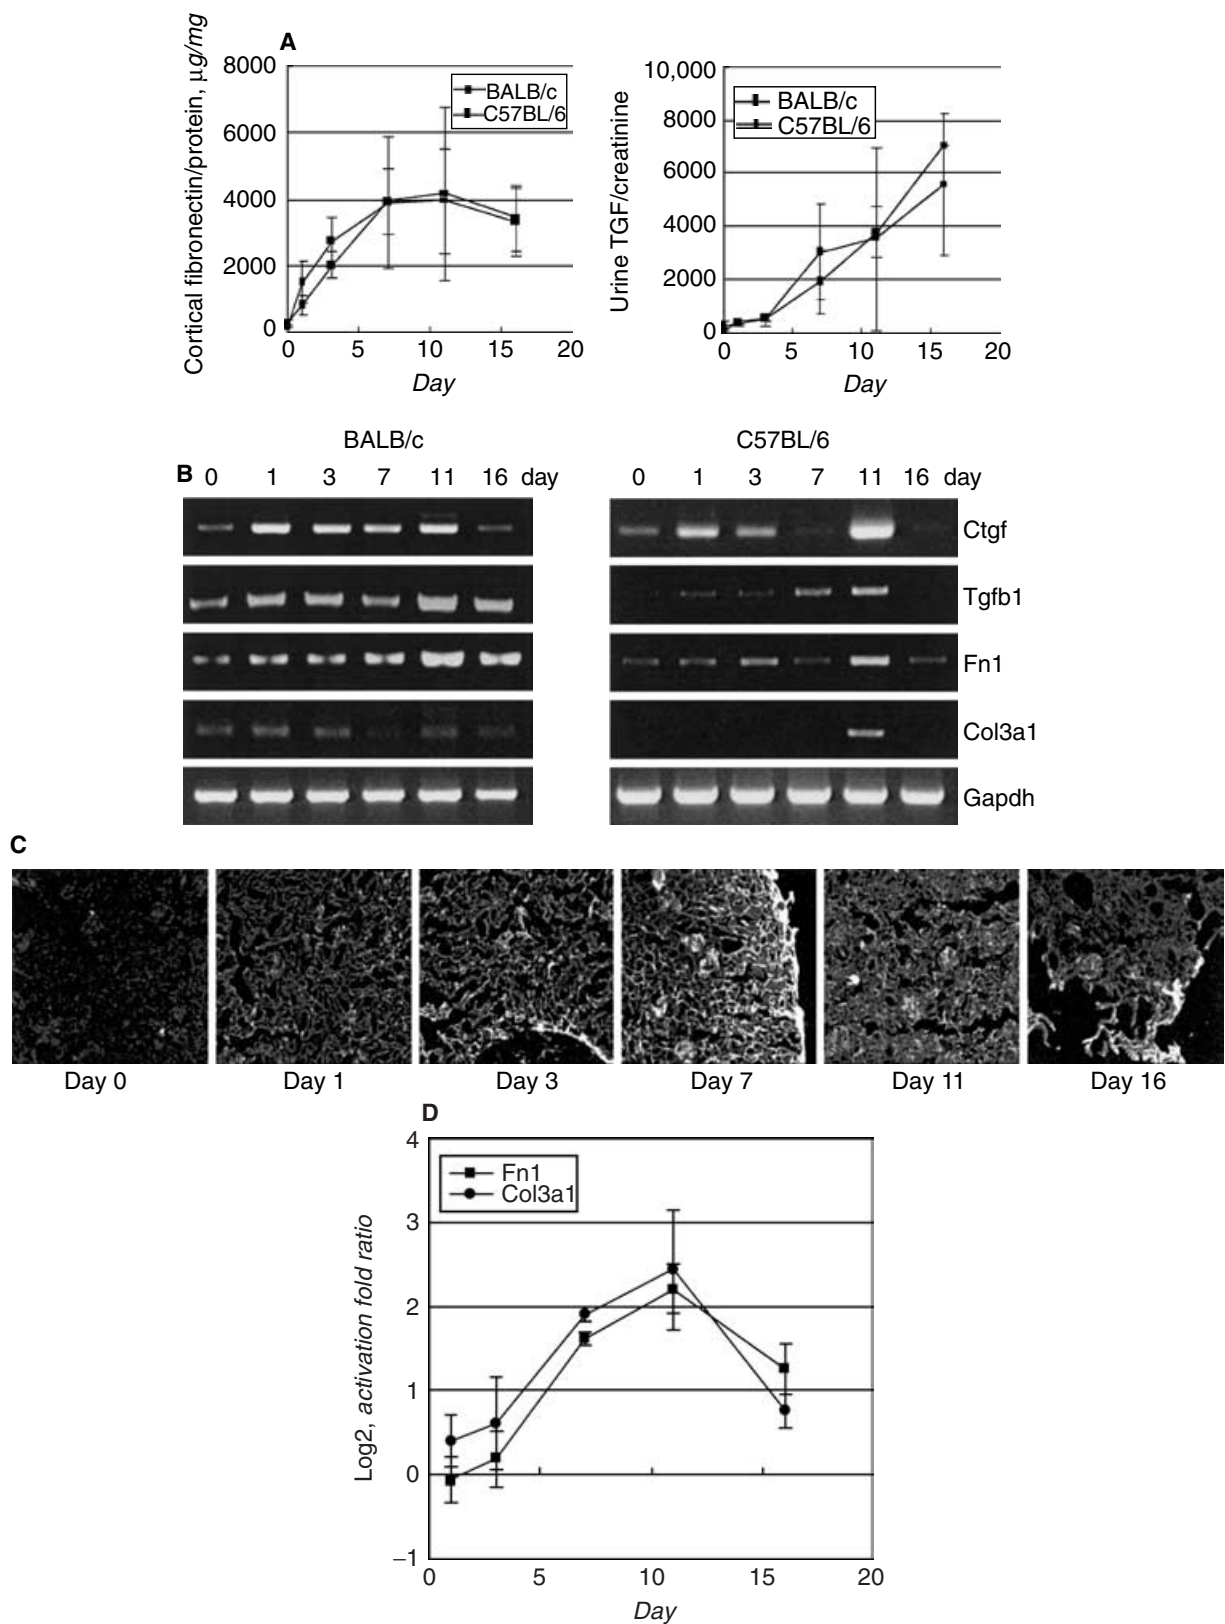 A
Cortical fibronectin/protein, μg/mg
8000
6000
4000
2000
0
0 5 10 15 20
Day
BALB/c
C57BL/6
Urine TGF/creatinine
10,000
8000
6000
4000
2000
0
0 5 10 15 20
Day
BALB/c
C57BL/6
B
BALB/c
0 1 3 7 11 16 day
C57BL/6
0 1 3 7 11 16 day
Ctgf
Tgfb1
Fn1
Col3a1
Gapdh
C
Day 0 Day 1 Day 3 Day 7 Day 11 Day 16
D
Log2, activation fold ratio
4
3
2
1
0
−1
0 5 10 15 20
Day
Fn1
Col3a1